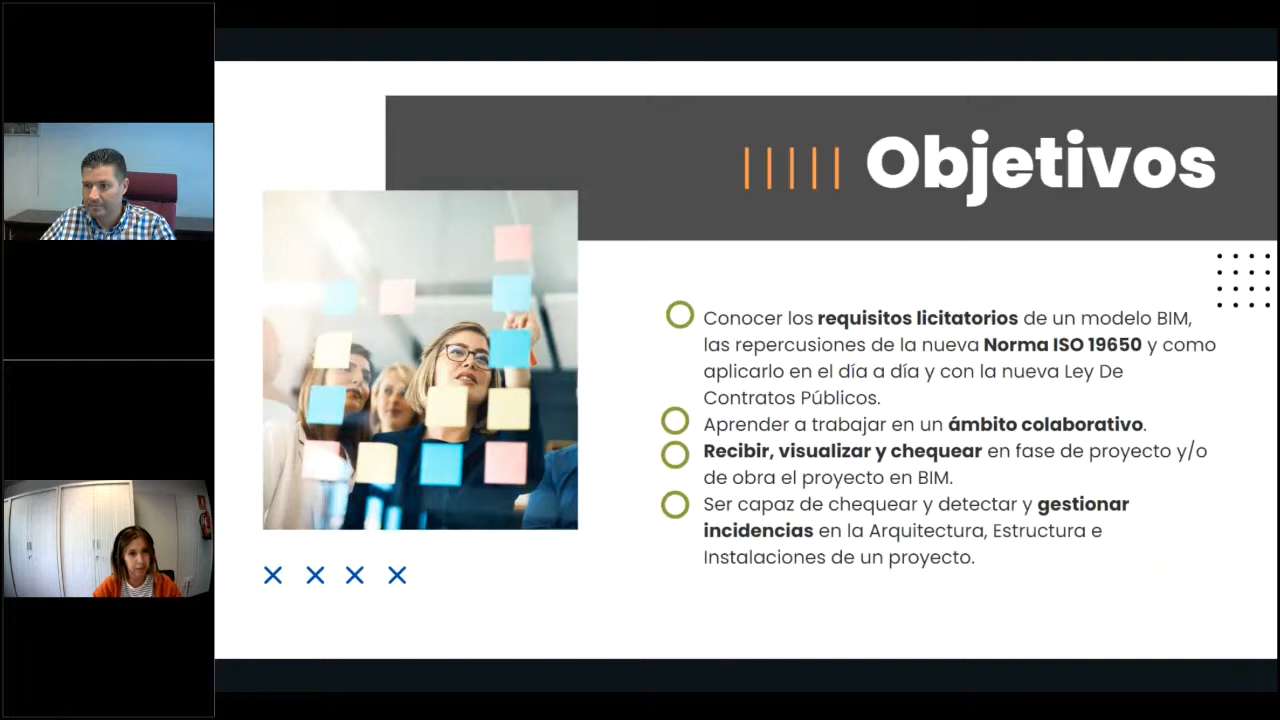 Objetivos
Conocer los requisitos licitatorios de un modelo BIM,
las repercusiones de la nueva Norma ISO 19650 y como
aplicarlo en el día a día y con la nueva Ley De
Contratos Públicos.
Aprender a trabajar en un ámbito colaborativo.
Recibir, visualizar y chequear en fase de proyecto y/o
de obra el proyecto en BIM.
Ser capaz de chequear y detectar y gestionar
incidencias en la Arquitectura, Estructura e
Instalaciones de un proyecto.